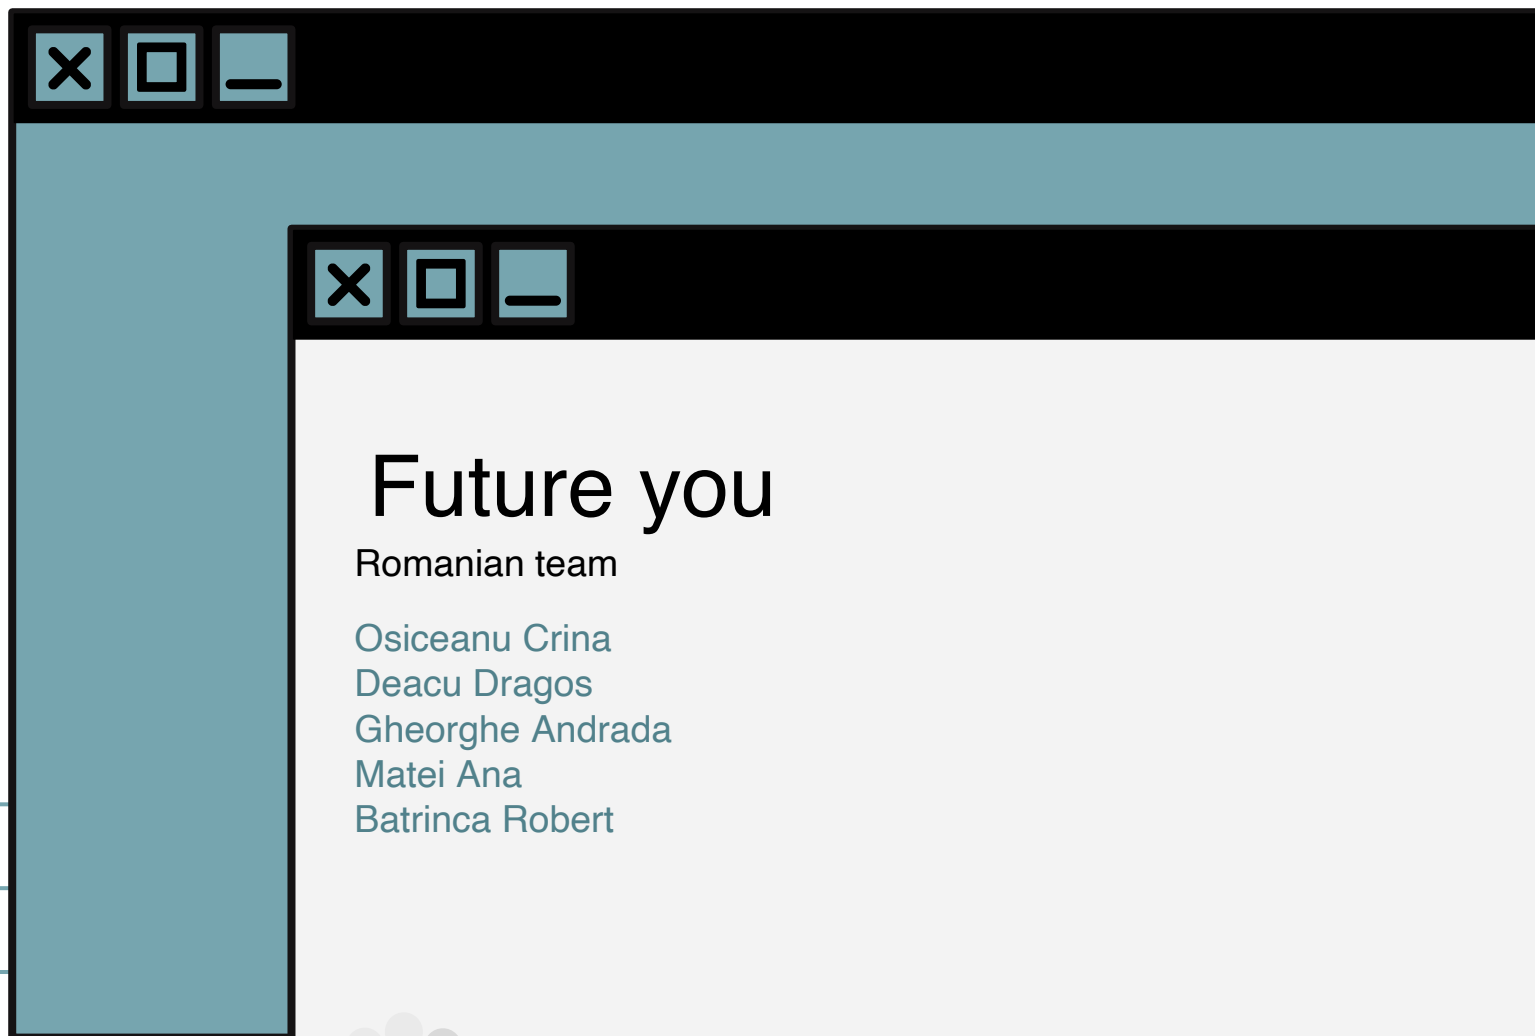 Future you
Romanian team
Osiceanu Crina
Deacu Dragos
Gheorghe Andrada
Matei Ana
Batrinca Robert